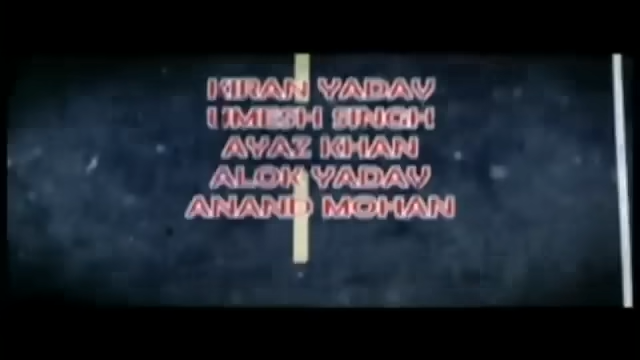 KIRAN YADAV
UMESH SINGH
AYAZ KHAN
ALOK YADAV
ANAND MOHAN